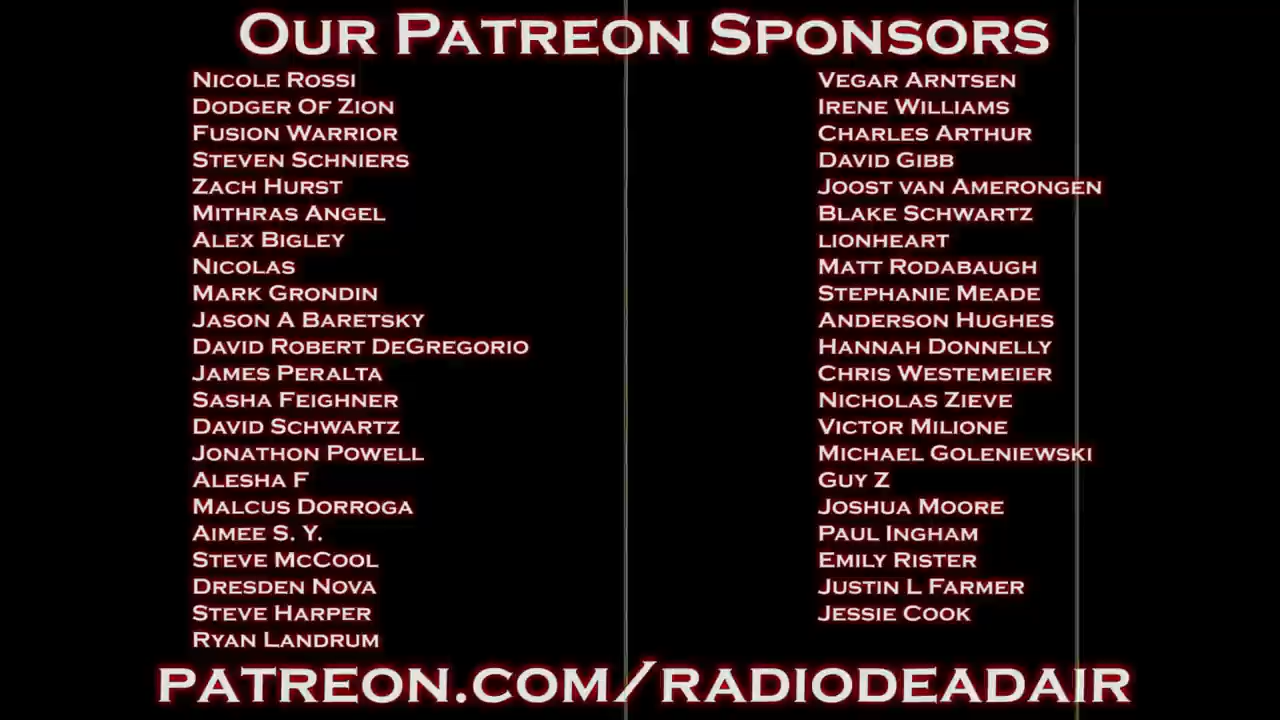 Our Patreon Sponsors
Nicole Rossi
Dodger Of Zion
Fusion Warrior
Steven Schniers
Zach Hurst
Mithras Angel
Alex Bigley
Nicolas
Mark Grondin
Jason A Baretsky
David Robert DeGregorio
James Peralta
Sasha Feighner
David Schwartz
Jonathon Powell
Alesha F
Malcus Dorroga
Aimee S. Y.
Steve McCool
Dresden Nova
Steve Harper
Ryan Landrum
Vegar Arntsen
Irene Williams
Charles Arthur
David Gibb
Joost van Amerongen
Blake Schwartz
lionheart
Matt Rodabaugh
Stephanie Meade
Anderson Hughes
Hannah Donnelly
Chris Westemeier
Nicholas Zieve
Victor Milione
Michael Goleniewski
Guy Z
Joshua Moore
Paul Ingham
Emily Rister
Justin L Farmer
Jessie Cook
patreon.com/radiodeadair